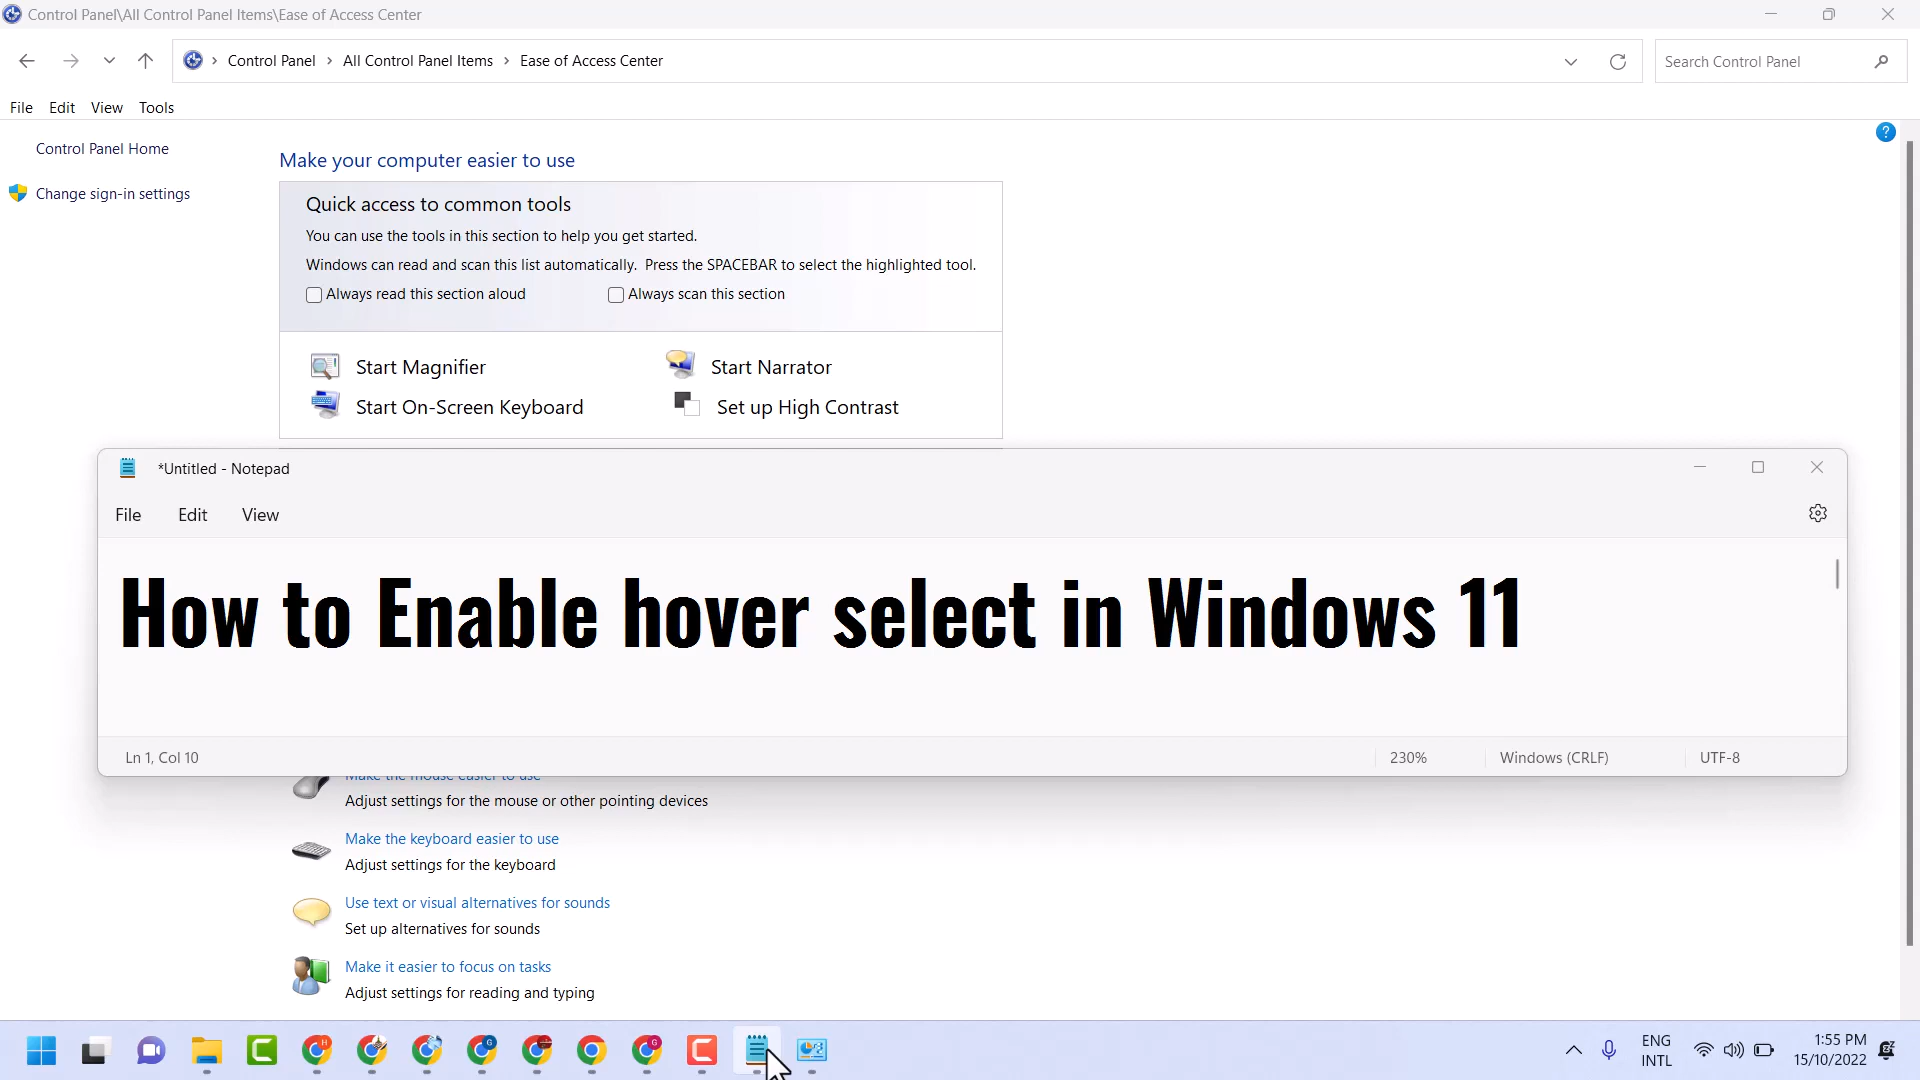 Control Panel\All Control Panel Items\Ease of Access Center
Control Panel > All Control Panel Items > Ease of Access Center
Search Control Panel
File Edit View Tools
?
Control Panel Home
Change sign-in settings
Make your computer easier to use
Quick access to common tools
You can use the tools in this section to help you get started.
Windows can read and scan this list automatically. Press the SPACEBAR to select the highlighted tool.
Always read this section aloud
Always scan this section
Start Magnifier
Start Narrator
Start On-Screen Keyboard
Set up High Contrast
*Untitled - Notepad
File Edit View
How to Enable hover select in Windows 11
Ln 1, Col 10
230%
Windows (CRLF)
UTF-8
Make the mouse easier to use
Adjust settings for the mouse or other pointing devices
Make the keyboard easier to use
Adjust settings for the keyboard
Use text or visual alternatives for sounds
Set up alternatives for sounds
Make it easier to focus on tasks
Adjust settings for reading and typing
ENG
INTL
1:55 PM
15/10/2022